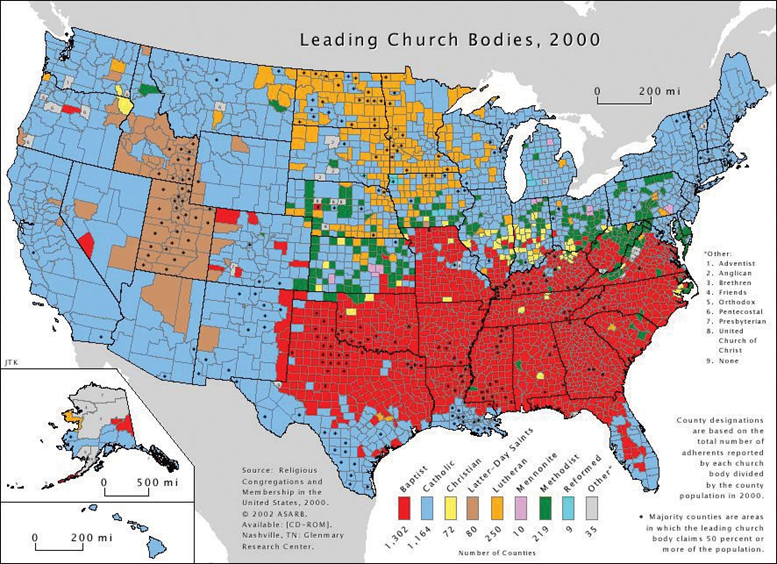 Leading Church Bodies, 2000
0 200 mi
"Other:
1. Adventist
2. Anglican
3. Brethren
4. Friends
5. Orthodox
6. Pentecostal
7. Presbyterian
8. United
Church of
Christ
9. None
JTK
0 500 mi
0 200 mi
Source: Religious
Congregations and
Membership in the
United States, 2000.
© 2002 ASARB.
Available: [CD-ROM].
Nashville, TN: Glenmary
Research Center.
Baptist
Catholic
Christian
Latter-Day Saints
Lutheran
Mennonite
Methodist
Reformed
Other"
1,302
1,164
72
80
250
10
219
9
35
Number of Counties
County designations
are based on the
total number of
adherents reported
by each church
body divided
by the county
population in 2000.
• Majority counties are areas
in which the leading church
body claims 50 percent or
more of the population.